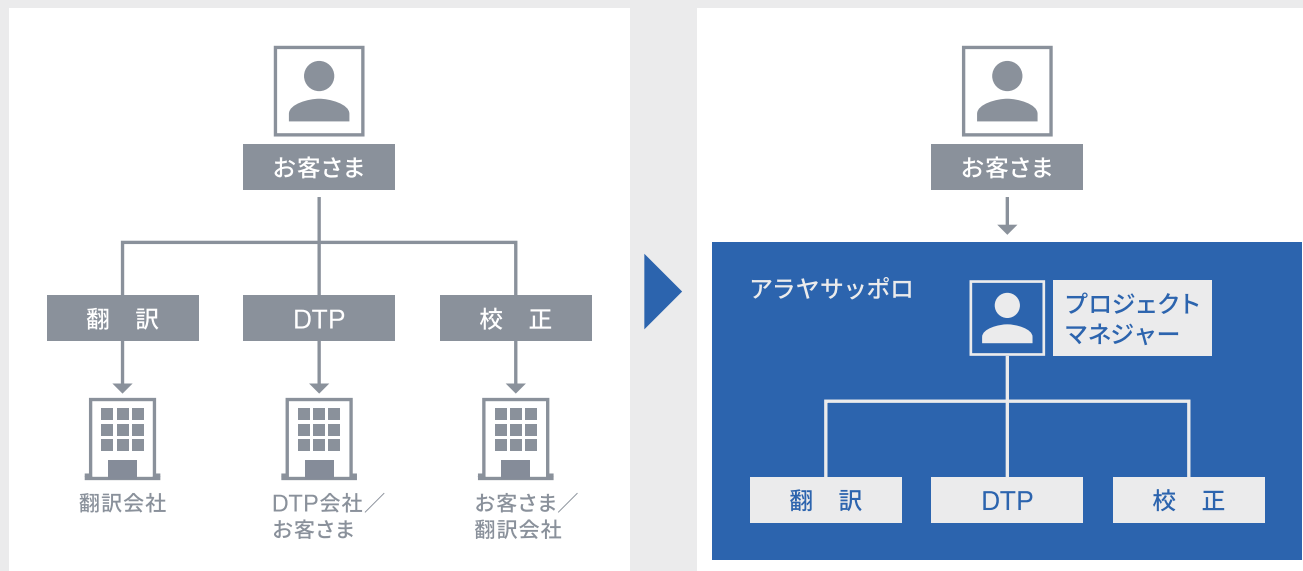 お客さま
翻　訳
DTP
校　正
翻訳会社
DTP会社／
お客さま
お客さま／
翻訳会社
お客さま
アラヤサッポロ
プロジェクト
マネジャー
翻　訳
DTP
校　正